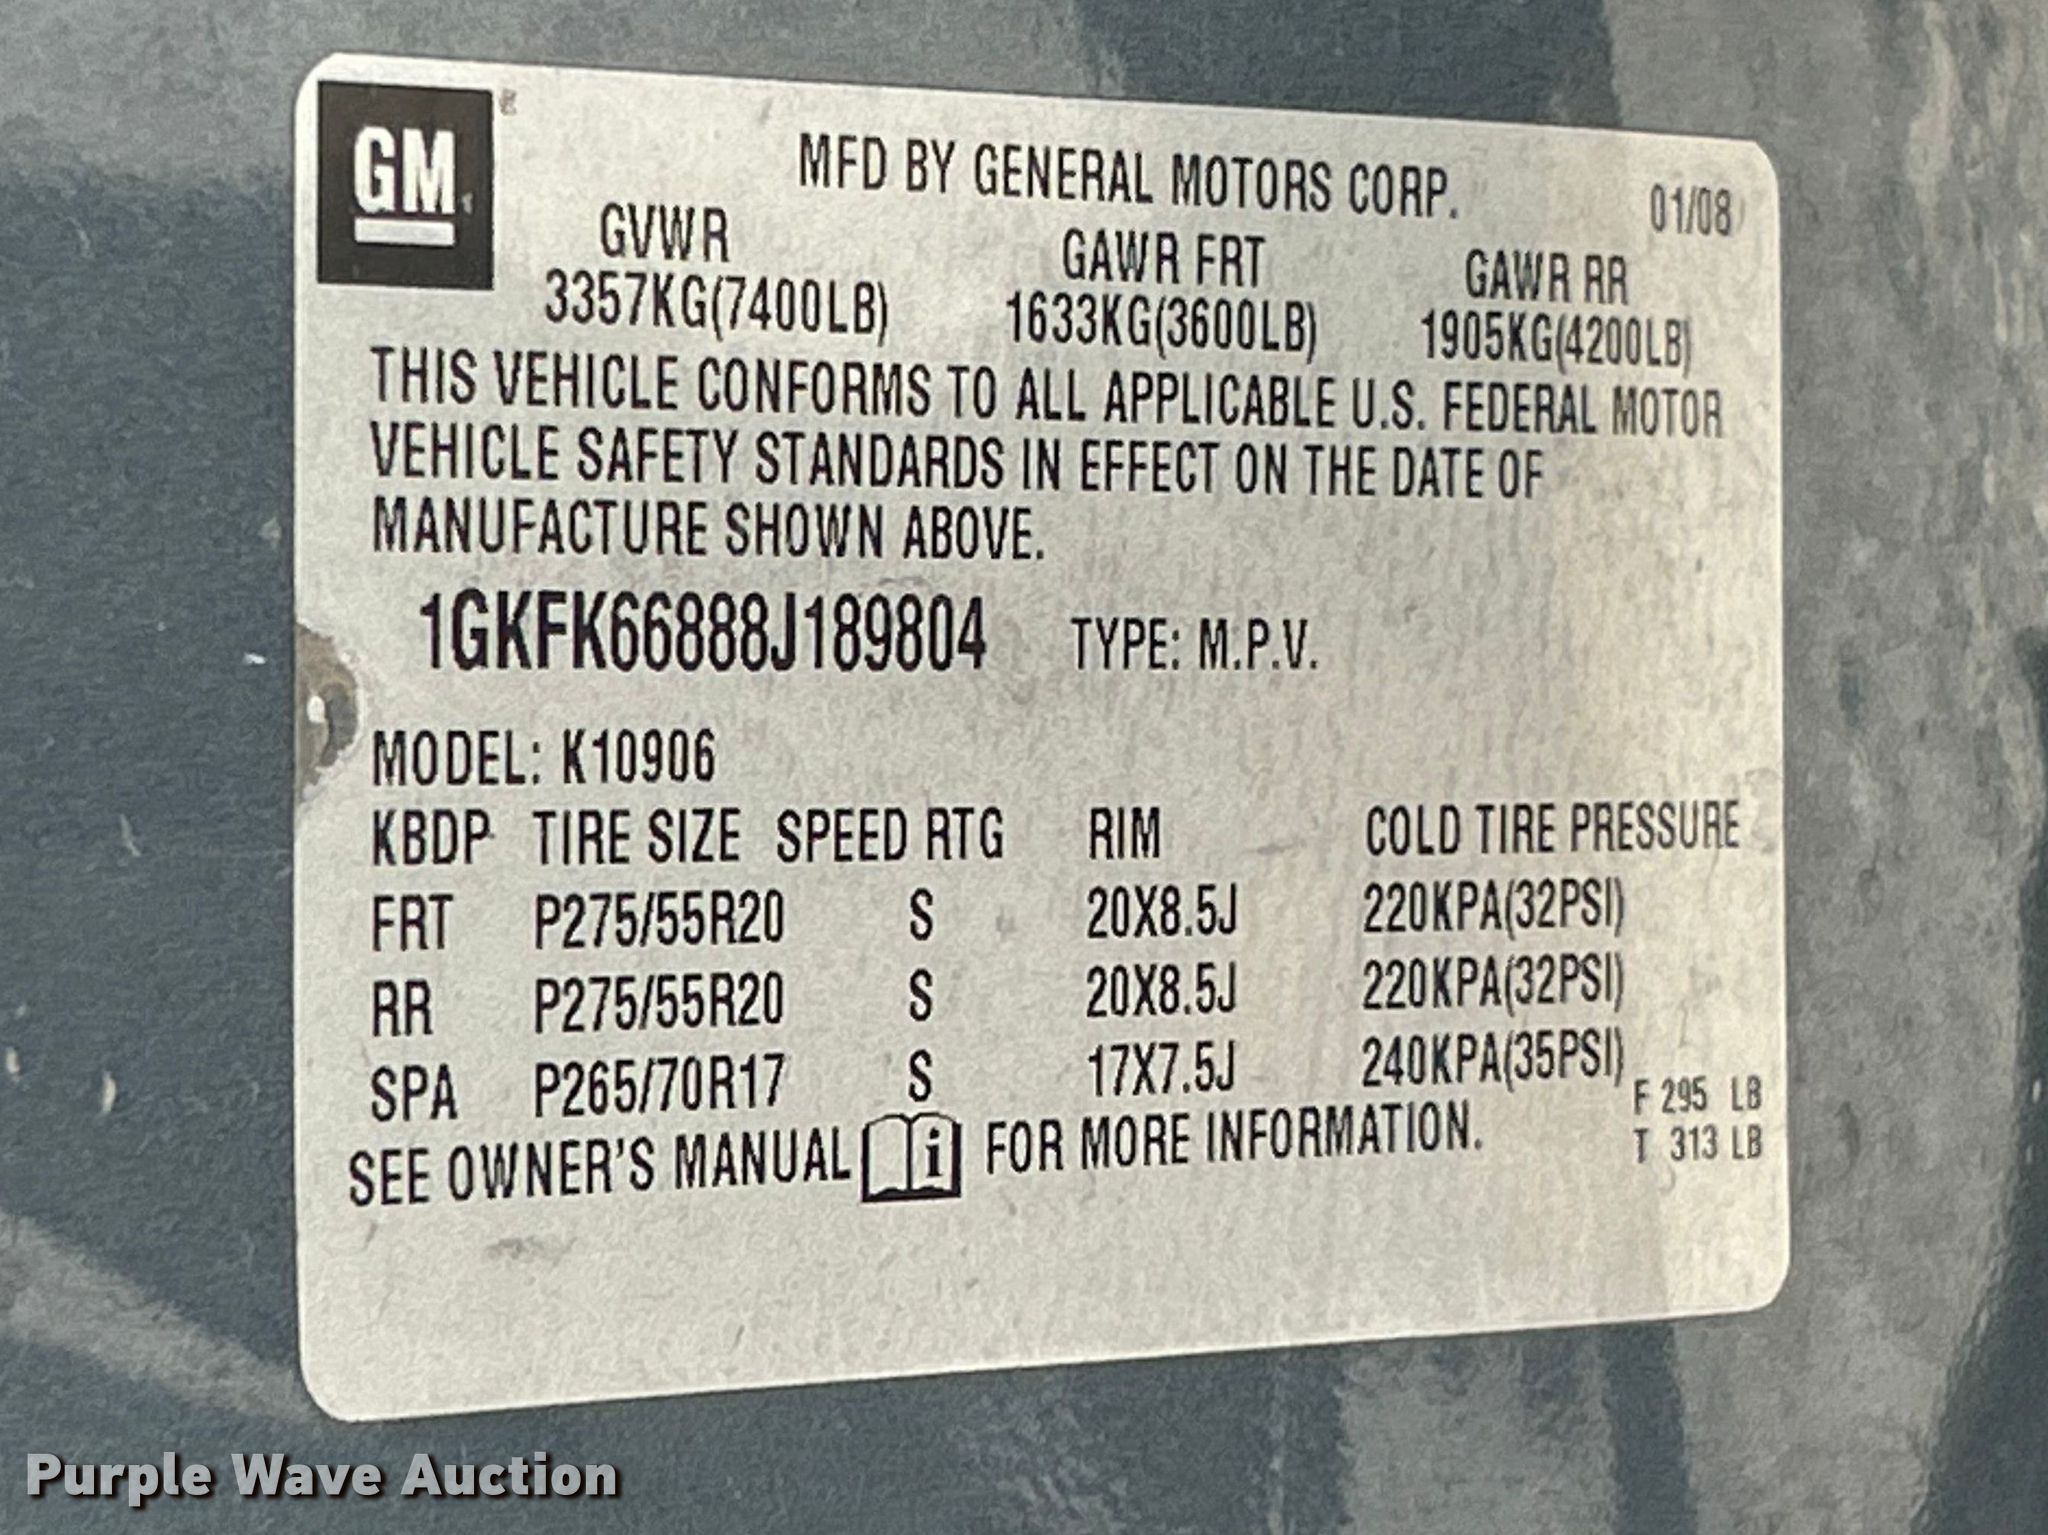 GM
MFD BY GENERAL MOTORS CORP.
01/08
GVWR GAWR FRT GAWR RR
3357KG(7400LB) 1633KG(3600LB) 1905KG(4200LB)
THIS VEHICLE CONFORMS TO ALL APPLICABLE U.S. FEDERAL MOTOR
VEHICLE SAFETY STANDARDS IN EFFECT ON THE DATE OF
MANUFACTURE SHOWN ABOVE.
1GKFK66888J189804 TYPE: M.P.V.
MODEL: K10906
KBDP TIRE SIZE SPEED RTG RIM COLD TIRE PRESSURE
FRT P275/55R20 S 20X8.5J 220KPA(32PSI)
RR P275/55R20 S 20X8.5J 220KPA(32PSI)
SPA P265/70R17 S 17X7.5J 240KPA(35PSI)
F 295 LB
T 313 LB
SEE OWNER'S MANUAL i FOR MORE INFORMATION.
Purple Wave Auction